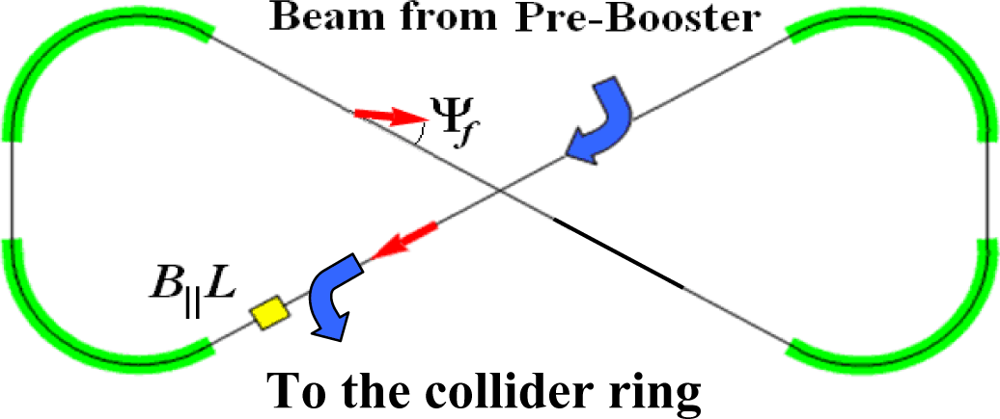 Beam from Pre-Booster
Ψf
B||L
To the collider ring